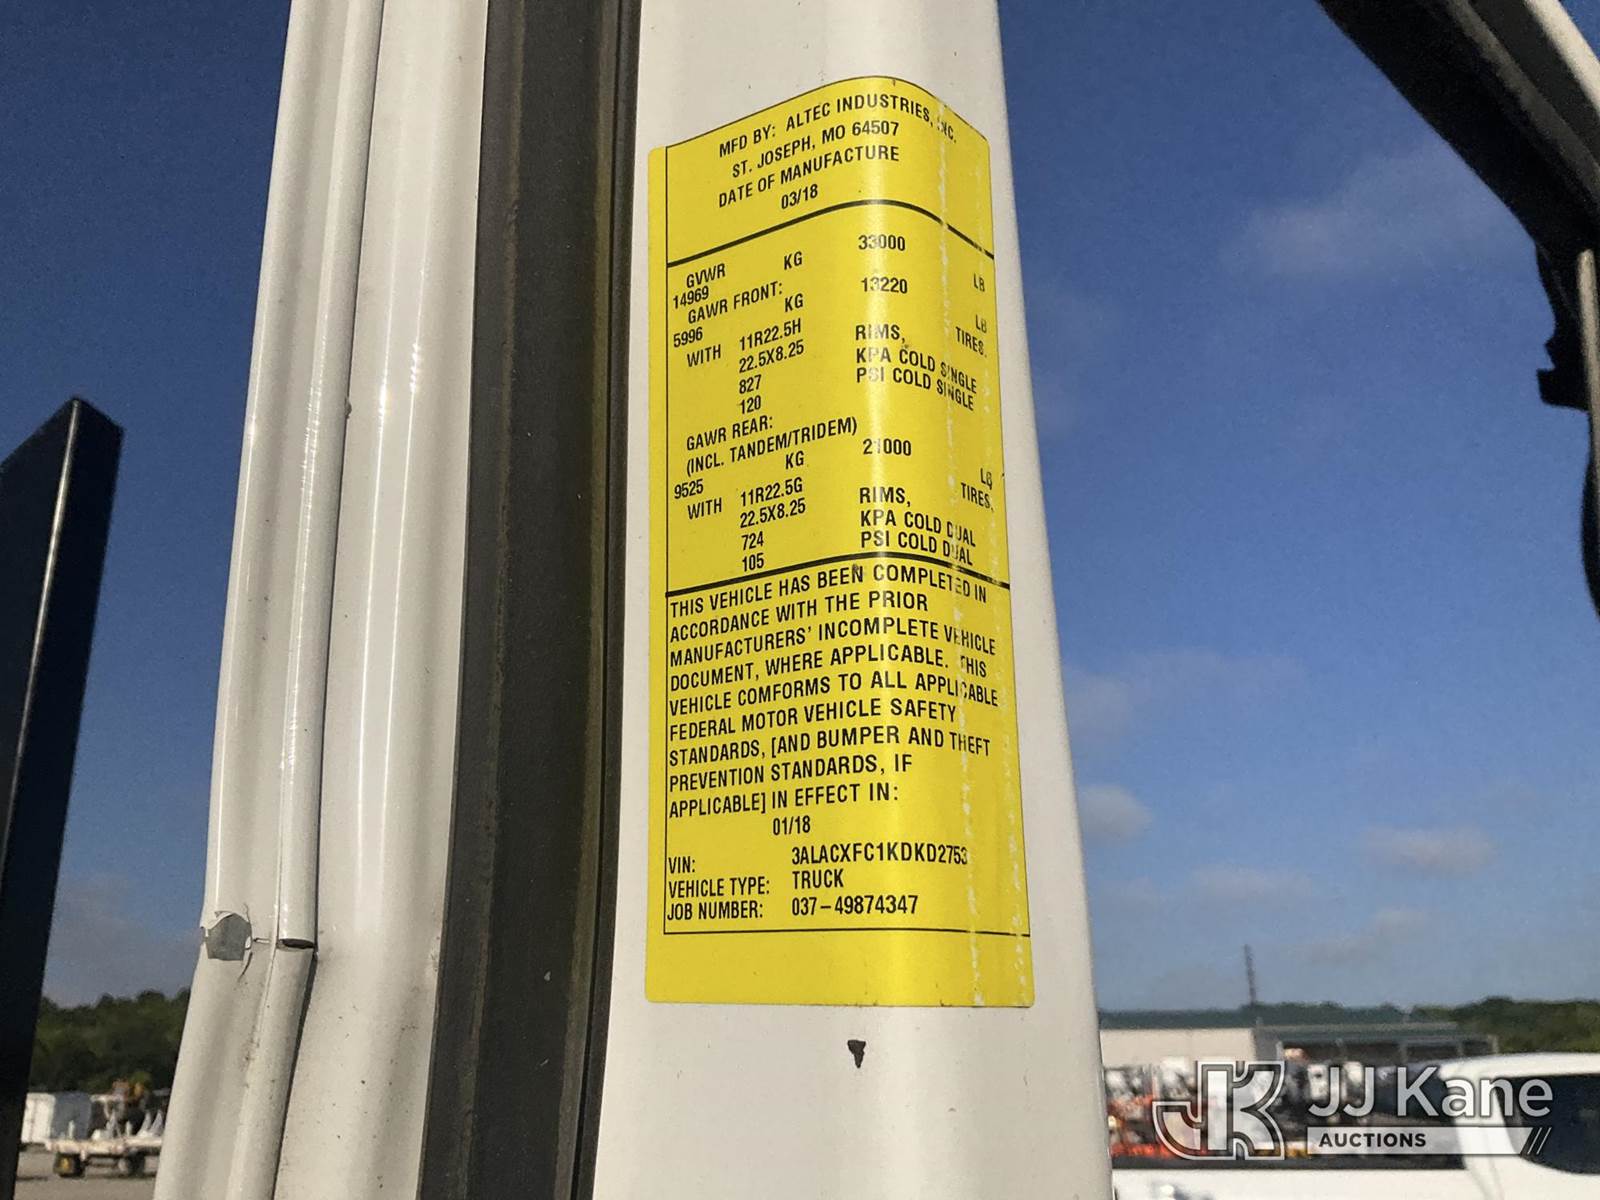 MFD BY: ALTEC INDUSTRIES, INC.
ST. JOSEPH, MO 64507
DATE OF MANUFACTURE
03/18
GVWR
14969 KG 33000 LB
GAWR FRONT:
5996 KG 13220 LB
WITH 11R22.5H TIRES,
22.5X8.25 RIMS,
827 KPA COLD SINGLE
120 PSI COLD SINGLE
GAWR REAR:
(INCL. TANDEM/TRIDEM)
9525 KG 21000 LB
WITH 11R22.5G TIRES,
22.5X8.25 RIMS,
724 KPA COLD DUAL
105 PSI COLD DUAL
THIS VEHICLE HAS BEEN COMPLETED IN
ACCORDANCE WITH THE PRIOR
MANUFACTURERS' INCOMPLETE VEHICLE
DOCUMENT, WHERE APPLICABLE. THIS
VEHICLE COMFORMS TO ALL APPLICABLE
FEDERAL MOTOR VEHICLE SAFETY
STANDARDS, [AND BUMPER AND THEFT
PREVENTION STANDARDS, IF
APPLICABLE] IN EFFECT IN:
01/18
VIN: 3ALACXFC1KDKD2753
VEHICLE TYPE: TRUCK
JOB NUMBER: 037-49874347
JK JJ Kane
AUCTIONS